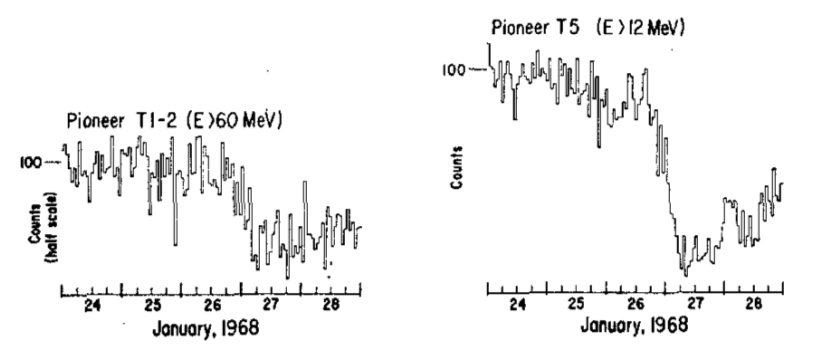 Pioneer T1-2 (E>60 MeV)
100
Counts
(half scale)
24 25 26 27 28
January, 1968
Pioneer T5 (E>12 MeV)
100
Counts
24 25 26 27 28
January, 1968